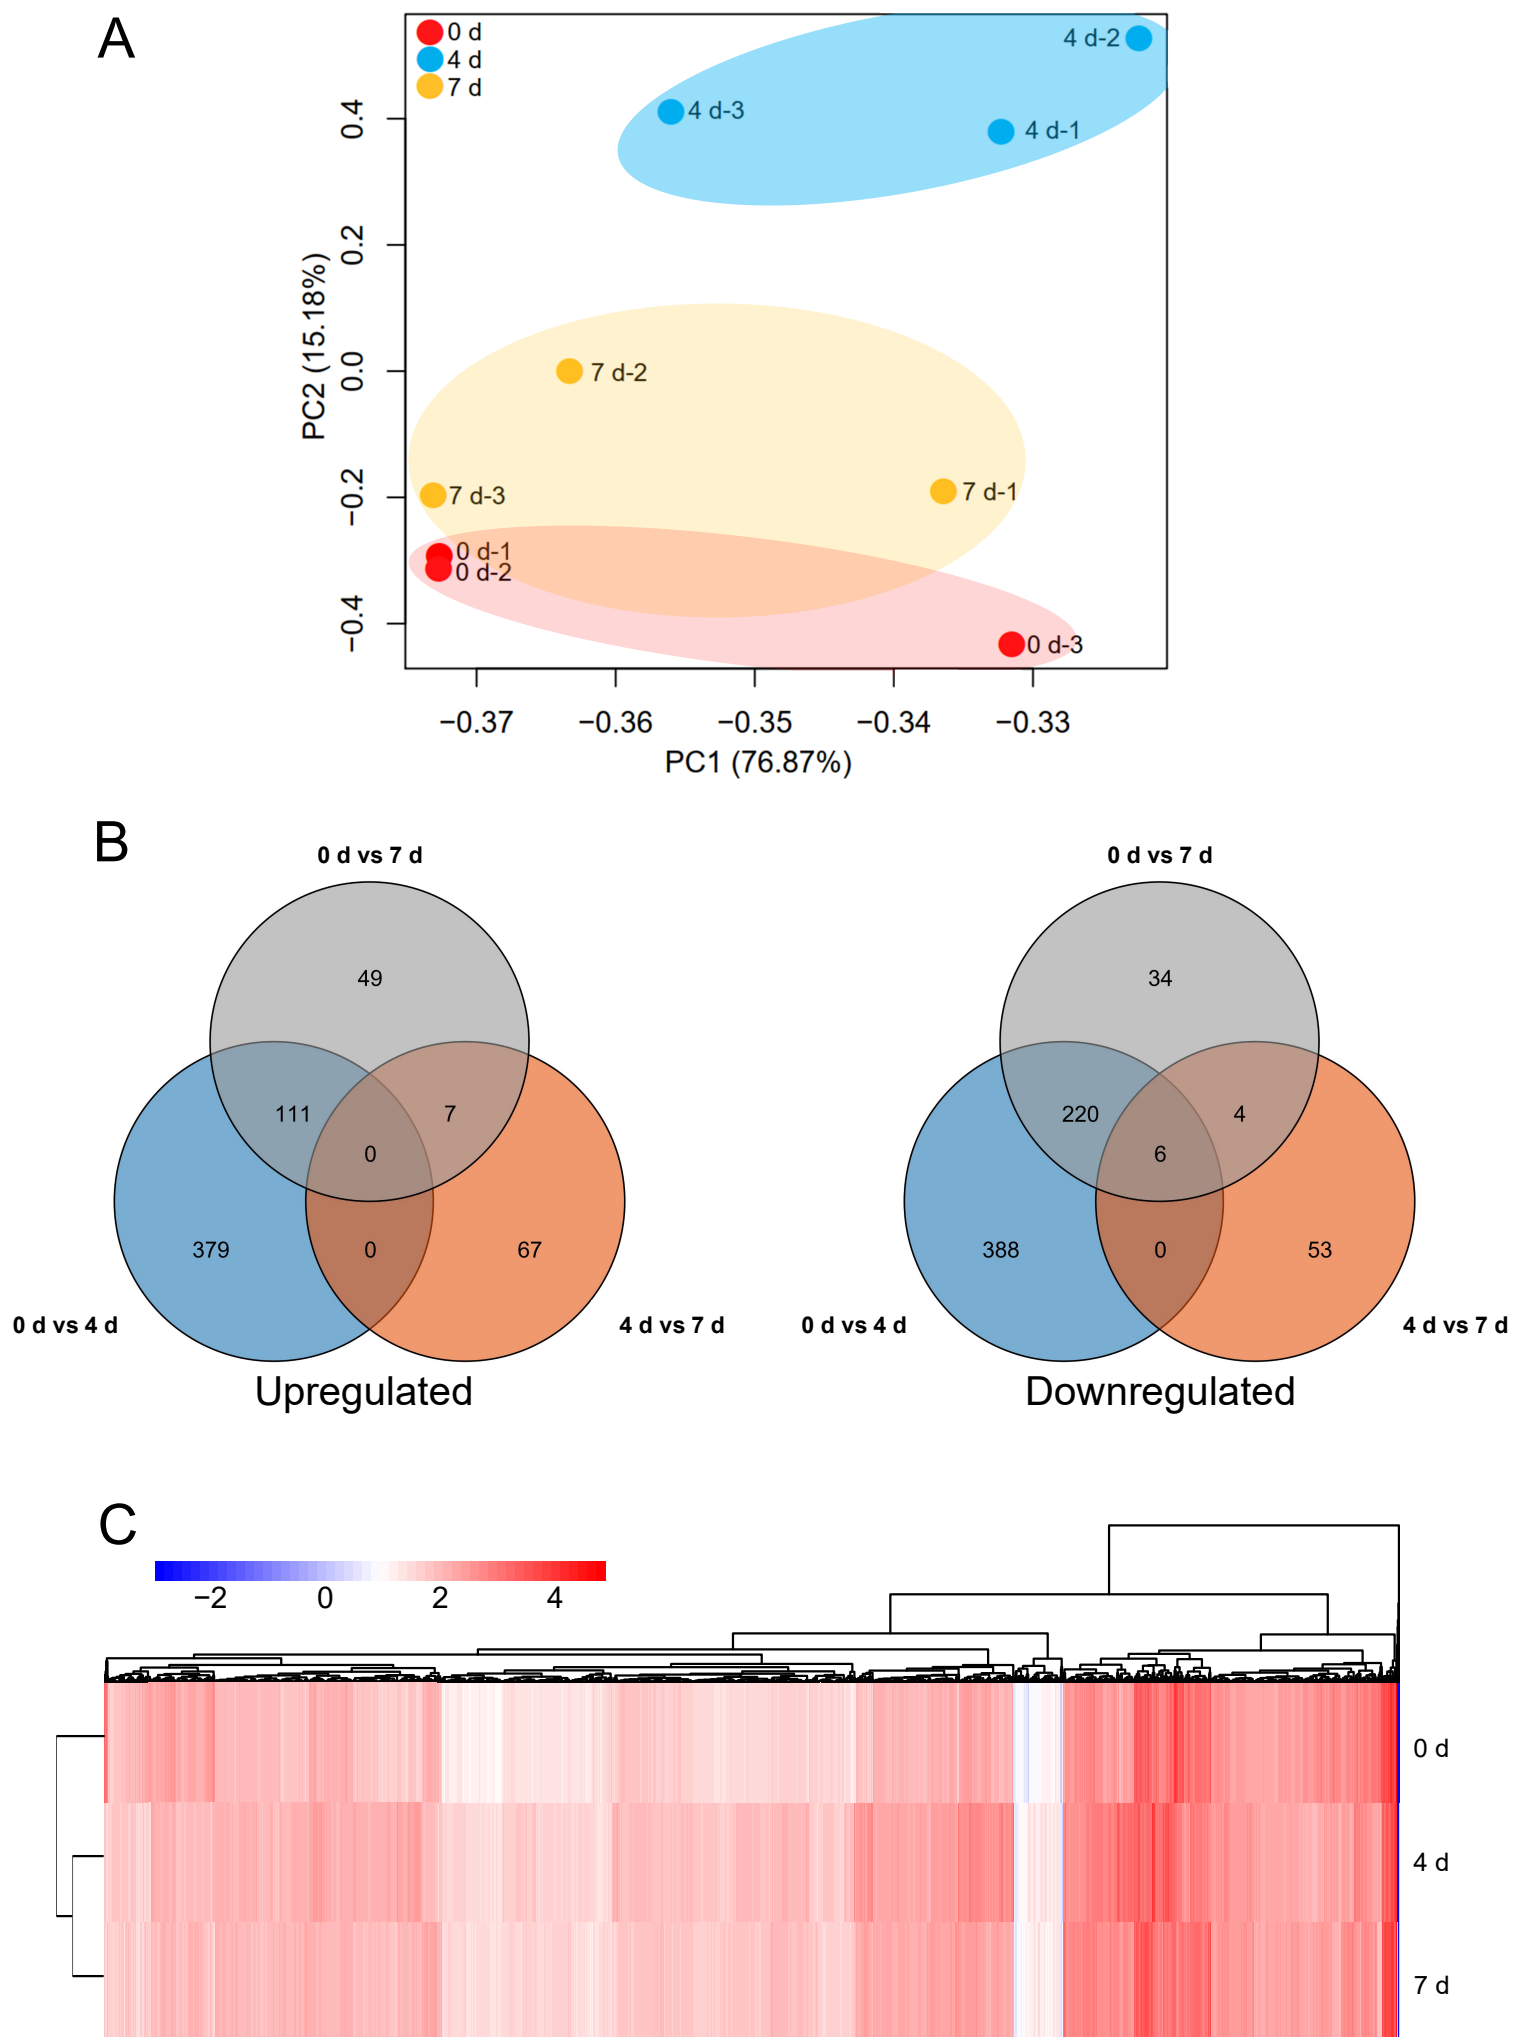 A
0 d
4 d
7 d
4 d-2
4 d-3
4 d-1
7 d-2
7 d-3
7 d-1
0 d-1
0 d-2
0 d-3
0.4
0.2
0.0
−0.2
−0.4
PC2 (15.18%)
−0.37 −0.36 −0.35 −0.34 −0.33
PC1 (76.87%)
B
0 d vs 7 d
49
111
7
0
379
0
67
0 d vs 4 d
4 d vs 7 d
Upregulated
0 d vs 7 d
34
220
4
6
388
0
53
0 d vs 4 d
4 d vs 7 d
Downregulated
C
−2 0 2 4
0 d
4 d
7 d